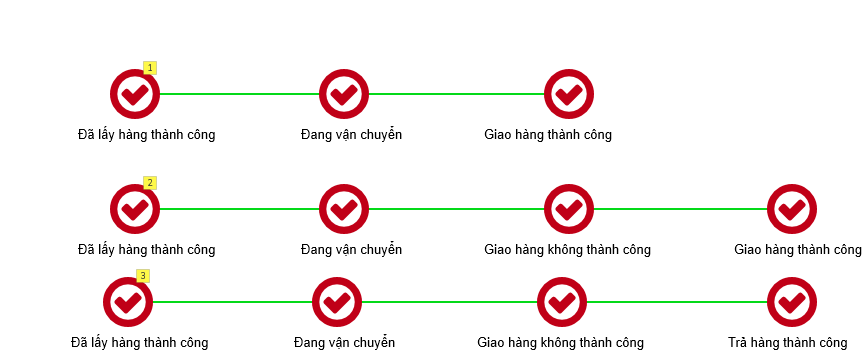 1
Đã lấy hàng thành công Đang vận chuyển Giao hàng thành công
2
Đã lấy hàng thành công Đang vận chuyển Giao hàng không thành công Giao hàng thành công
3
Đã lấy hàng thành công Đang vận chuyển Giao hàng không thành công Trả hàng thành công